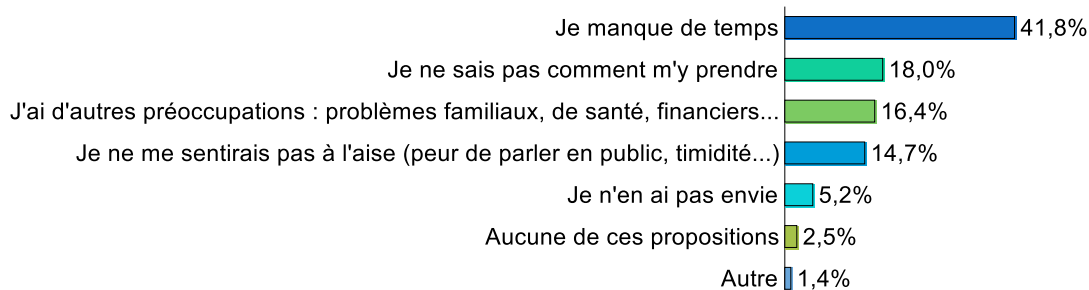 Je manque de temps 41,8%
Je ne sais pas comment m'y prendre 18,0%
J'ai d'autres préoccupations : problèmes familiaux, de santé, financiers... 16,4%
Je ne me sentirais pas à l'aise (peur de parler en public, timidité...) 14,7%
Je n'en ai pas envie 5,2%
Aucune de ces propositions 2,5%
Autre 1,4%